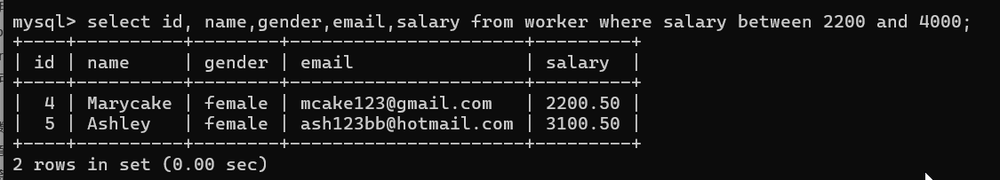 mysql> select id, name,gender,email,salary from worker where salary between 2200 and 4000;
+----+----------+--------+----------------------+---------+
| id | name     | gender | email                | salary  |
+----+----------+--------+----------------------+---------+
|  4 | Marycake | female | mcake123@gmail.com   | 2200.50 |
|  5 | Ashley   | female | ash123bb@hotmail.com | 3100.50 |
+----+----------+--------+----------------------+---------+
2 rows in set (0.00 sec)